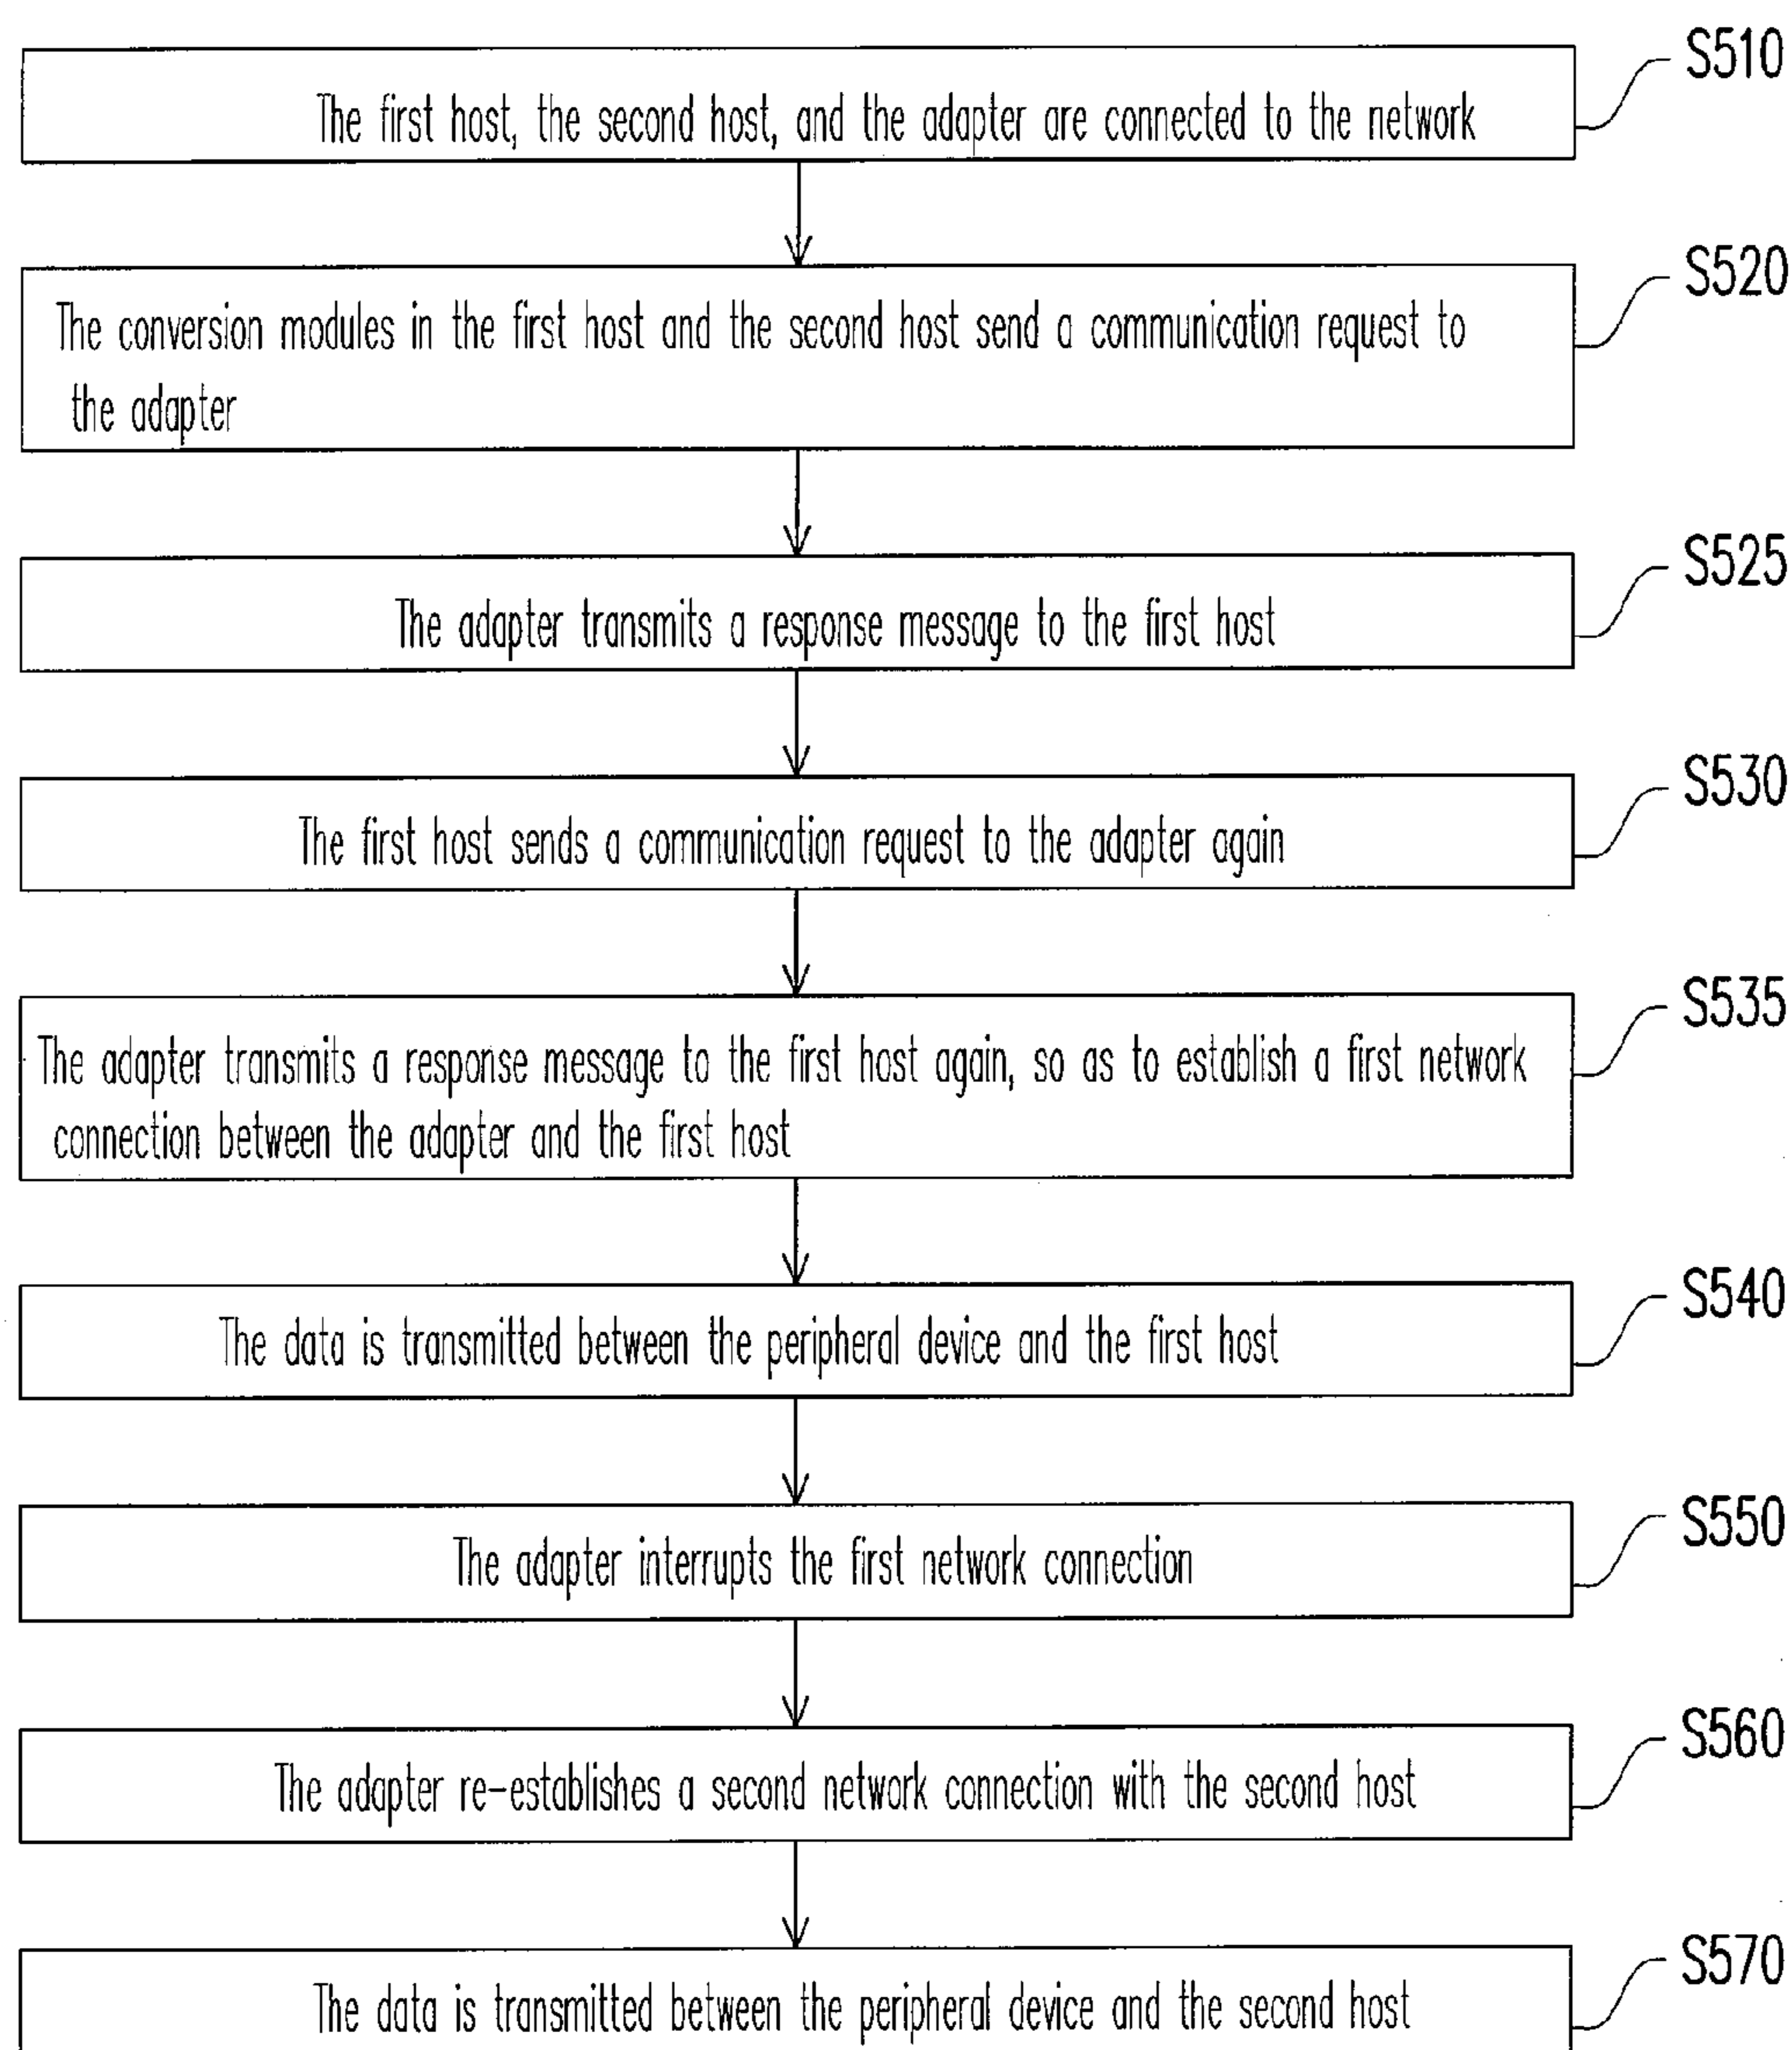 S510
The first host, the second host, and the adapter are connected to the network
S520
The conversion modules in the first host and the second host send a communication request to
the adapter
S525
The adapter transmits a response message to the first host
S530
The first host sends a communication request to the adapter again
S535
The adapter transmits a response message to the first host again, so as to establish a first network
connection between the adapter and the first host
S540
The data is transmitted between the peripheral device and the first host
S550
The adapter interrupts the first network connection
S560
The adapter re-establishes a second network connection with the second host
S570
The data is transmitted between the peripheral device and the second host